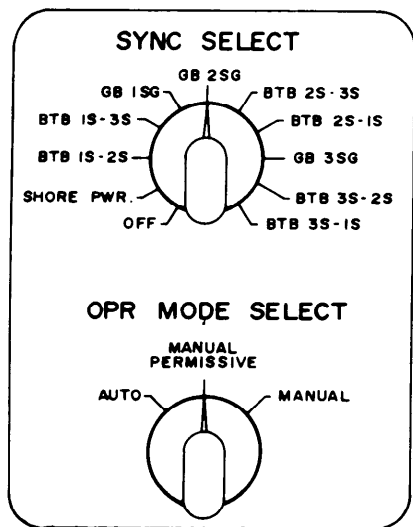 SYNC SELECT
GB 2SG
GB 1SG
BTB 2S-3S
BTB 1S-3S
BTB 2S-1S
BTB 1S-2S
GB 3SG
SHORE PWR.
BTB 3S-2S
OFF
BTB 3S-1S
OPR MODE SELECT
MANUAL
PERMISSIVE
AUTO
MANUAL